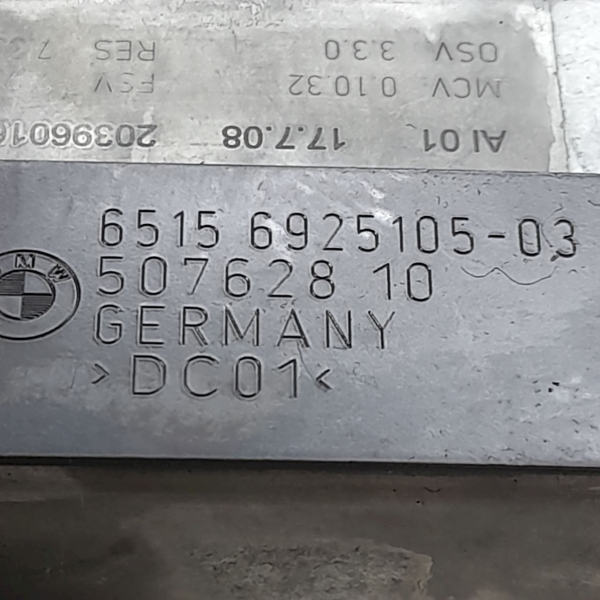 6515 6925105-03
507628 10
GERMANY
>DC01<
BMW
AI 01 17.7.08 20396016
MCV 0.10.32 FSV
OSV 3.3.0 RES